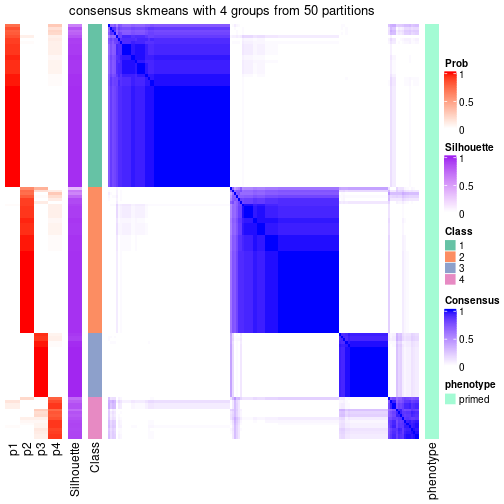 consensus skmeans with 4 groups from 50 partitions
Prob
1
0.5
0
Silhouette
1
0.5
0
Class
1
2
3
4
Consensus
1
0.5
0
phenotype
primed
p1
p2
p3
p4
Silhouette
Class
phenotype